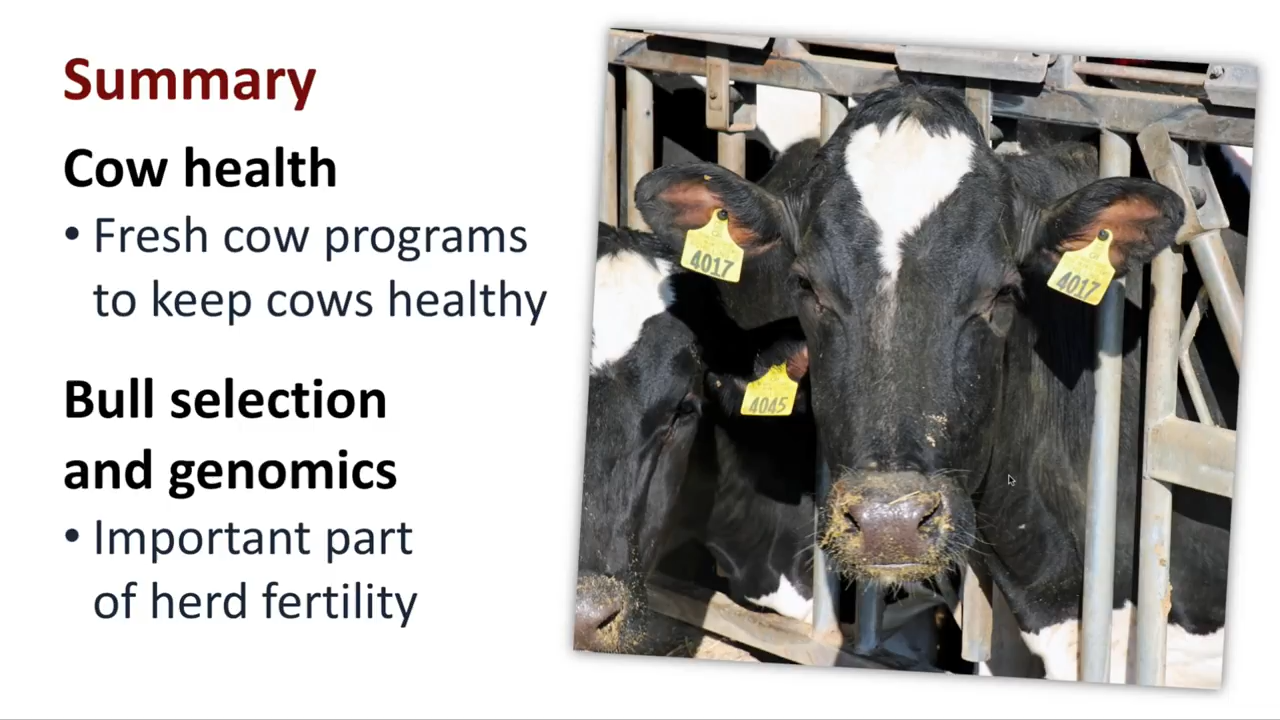 Summary
Cow health
• Fresh cow programs
to keep cows healthy
Bull selection
and genomics
• Important part
of herd fertility
4017
4017
4045